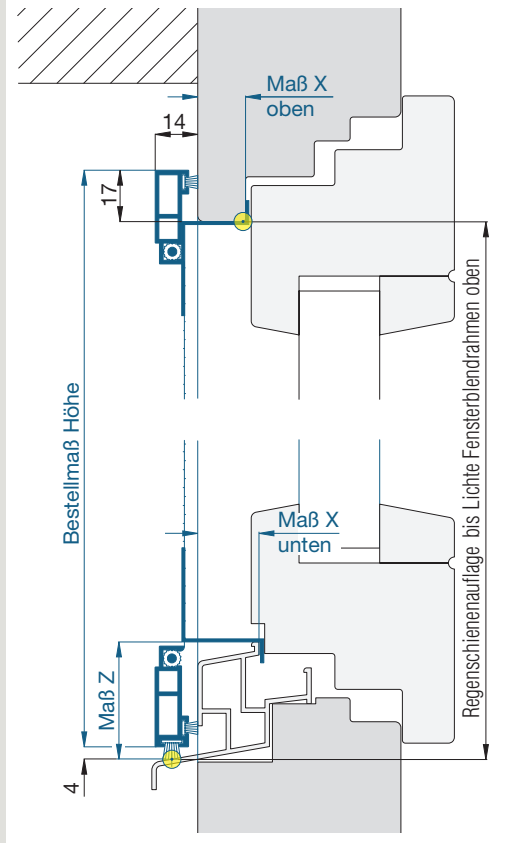 Maß X
oben
14
17
Bestellmaß Höhe
Regenschienenauflage bis Lichte Fensterblendrahmen oben
Maß X
unten
Maß Z
4